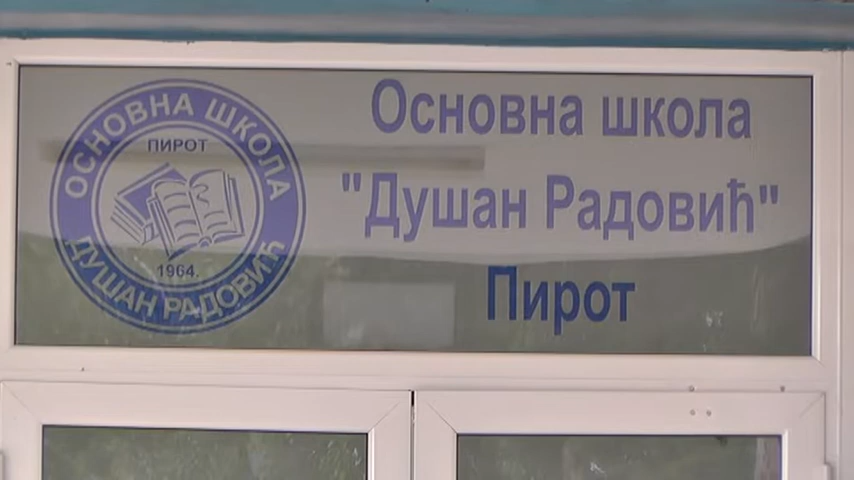 ОСНОВНА ШКОЛА
ПИРОТ
1964.
ДУШАН РАДОВИЋ
Основна школа
"Душан Радовић"
Пирот